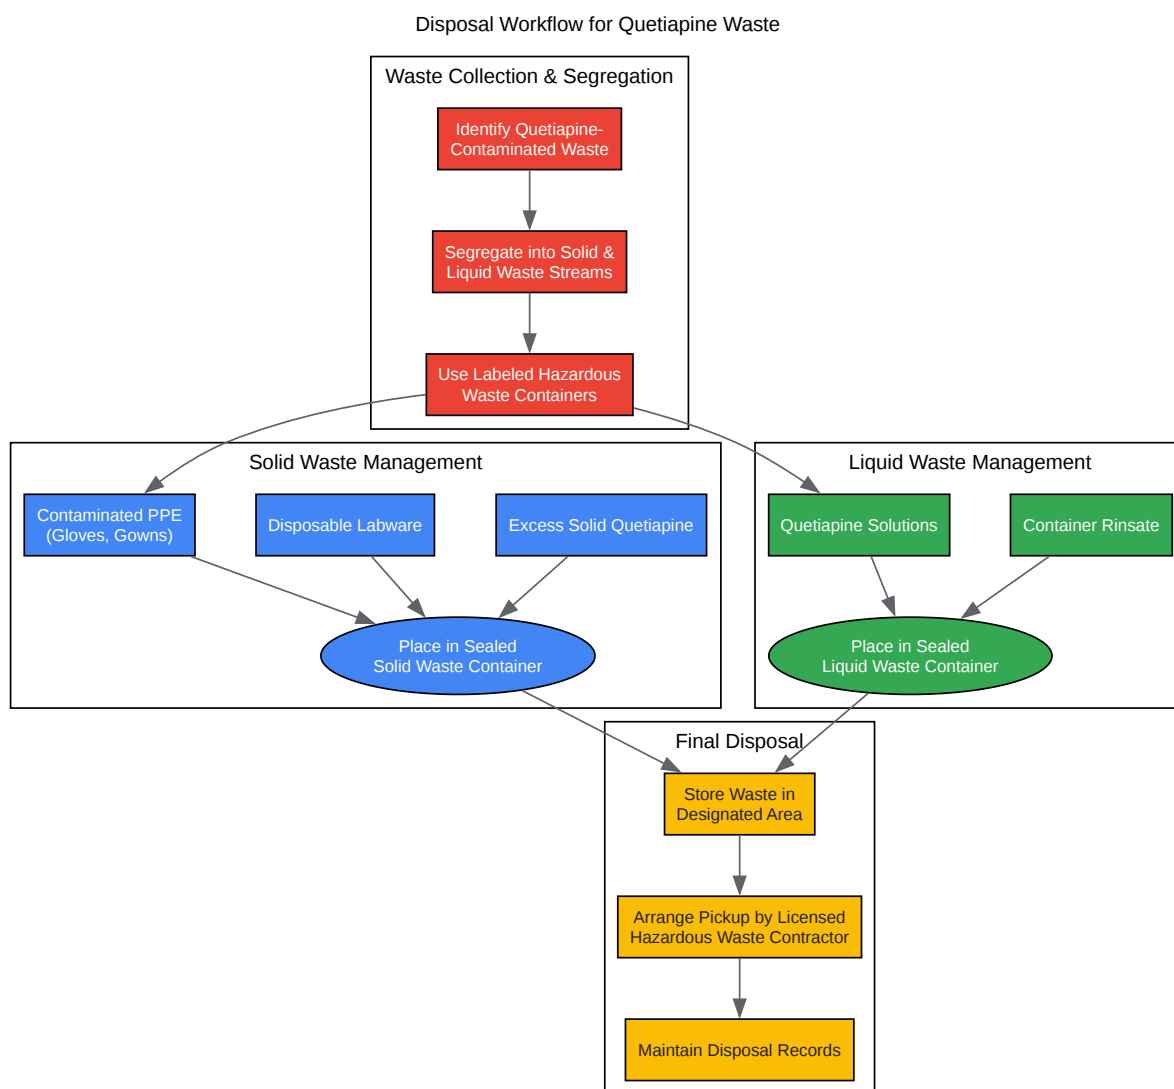 Disposal Workflow for Quetiapine Waste
Waste Collection & Segregation
Identify Quetiapine-
Contaminated Waste
Segregate into Solid &
Liquid Waste Streams
Use Labeled Hazardous
Waste Containers
Solid Waste Management
Contaminated PPE
(Gloves, Gowns)
Disposable Labware
Excess Solid Quetiapine
Place in Sealed
Solid Waste Container
Liquid Waste Management
Quetiapine Solutions
Container Rinsate
Place in Sealed
Liquid Waste Container
Final Disposal
Store Waste in
Designated Area
Arrange Pickup by Licensed
Hazardous Waste Contractor
Maintain Disposal Records